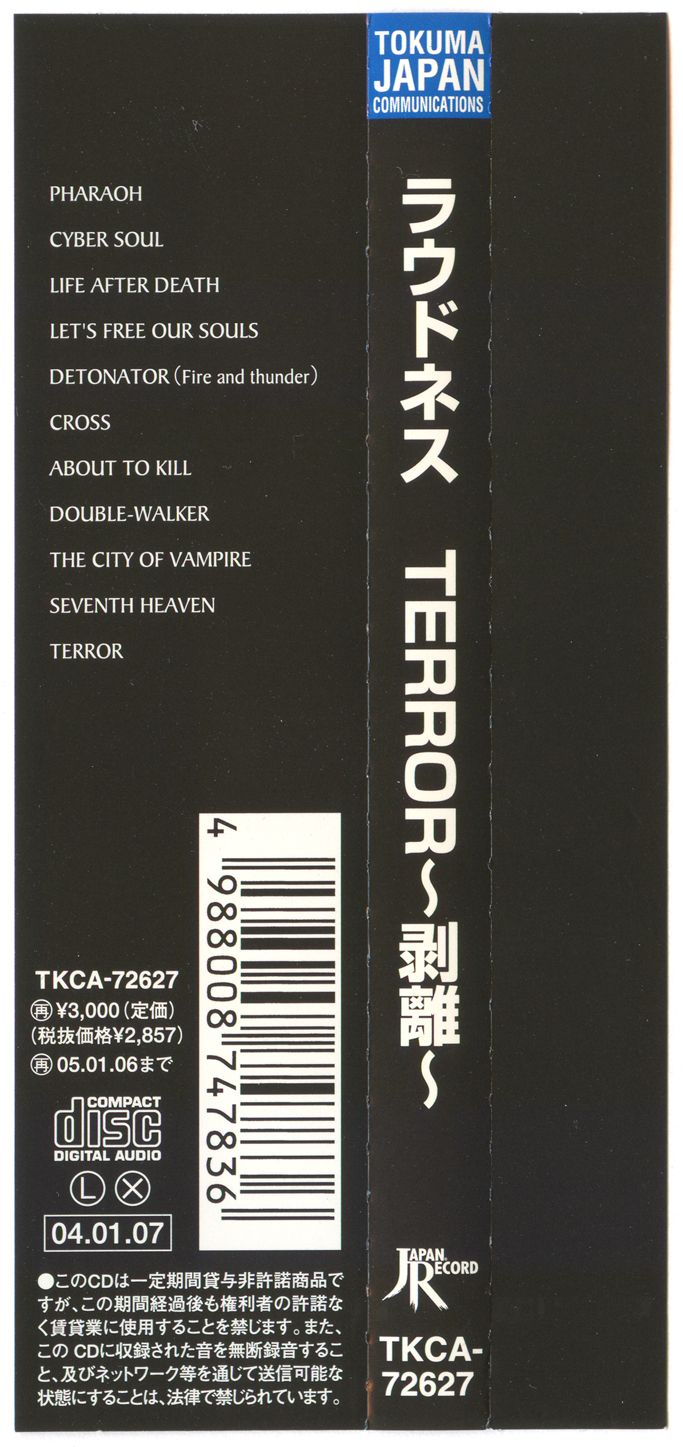 PHARAOH
CYBER SOUL
LIFE AFTER DEATH
LET'S FREE OUR SOULS
DETONATOR (Fire and thunder)
CROSS
ABOUT TO KILL
DOUBLE-WALKER
THE CITY OF VAMPIRE
SEVENTH HEAVEN
TERROR
4 988008 747836
TKCA-72627
再 ¥3,000(定価)
(税抜価格¥2,857)
再 05.01.06まで
COMPACT
disc
DIGITAL AUDIO
L X
04.01.07
●このCDは一定期間貸与非許諾商品で
すが、この期間経過後も権利者の許諾な
く賃貸業に使用することを禁じます。また、
この CDに収録された音を無断録音するこ
と、及びネットワーク等を通じて送信可能な
状態にすることは、法律で禁じられています。
TOKUMA
JAPAN
COMMUNICATIONS
ラウドネス TERROR〜剥離〜
JAPAN RECORD
TKCA-
72627